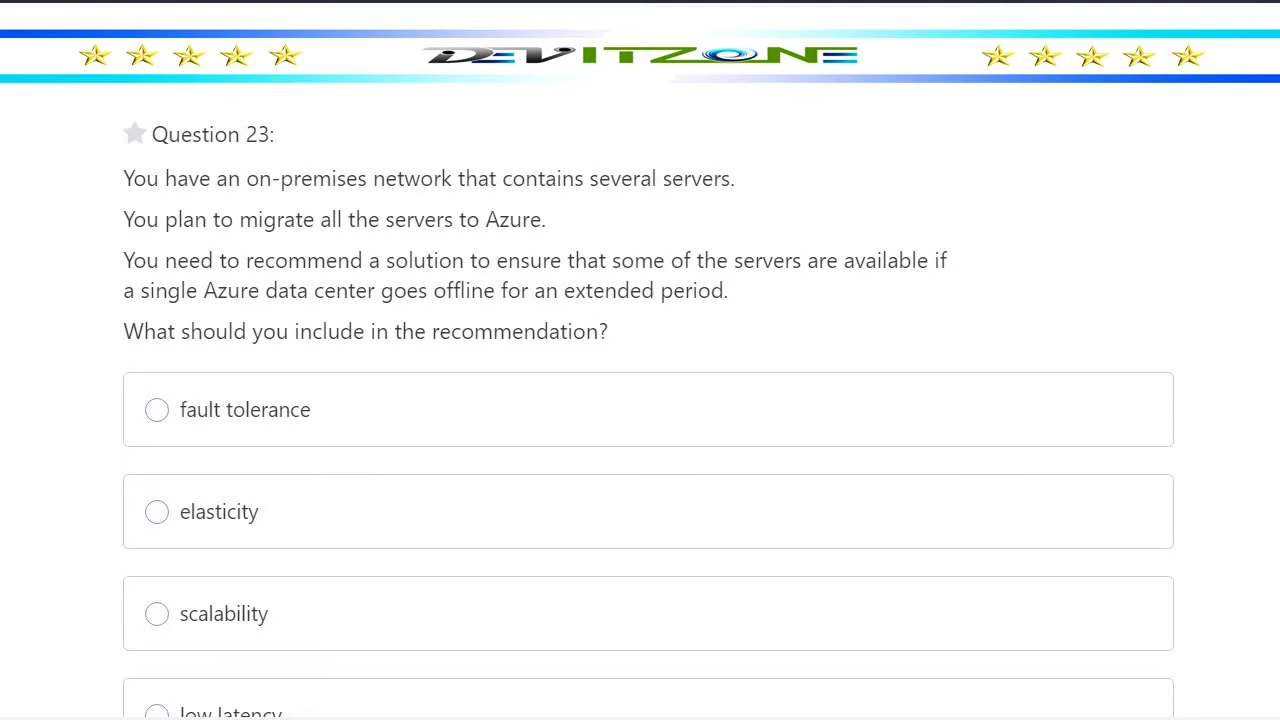 DEVITZONE
Question 23:
You have an on-premises network that contains several servers.
You plan to migrate all the servers to Azure.
You need to recommend a solution to ensure that some of the servers are available if
a single Azure data center goes offline for an extended period.
What should you include in the recommendation?
fault tolerance
elasticity
scalability
low latency